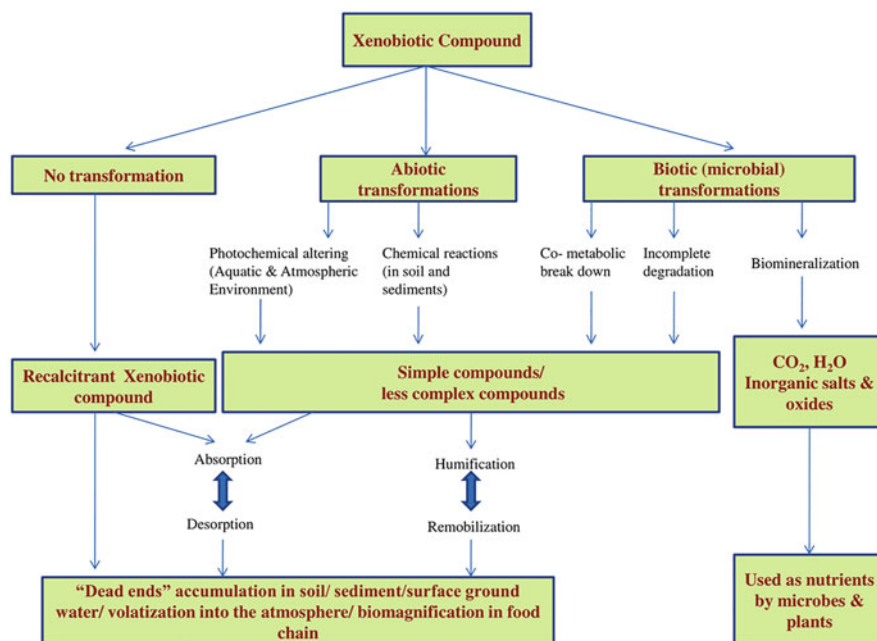 Xenobiotic Compound
No transformation
Abiotic
transformations
Biotic (microbial)
transformations
Photochemical altering
(Aquatic & Atmospheric
Environment)
Chemical reactions
(in soil and
sediments)
Co- metabolic
break down
Incomplete
degradation
Biomineralization
Recalcitrant Xenobiotic
compound
Simple compounds/
less complex compounds
CO₂, H₂O
Inorganic salts &
oxides
Absorption
Humification
Desorption
Remobilization
“Dead ends” accumulation in soil/ sediment/surface ground
water/ volatization into the atmosphere/ biomagnification in food
chain
Used as nutrients
by microbes &
plants